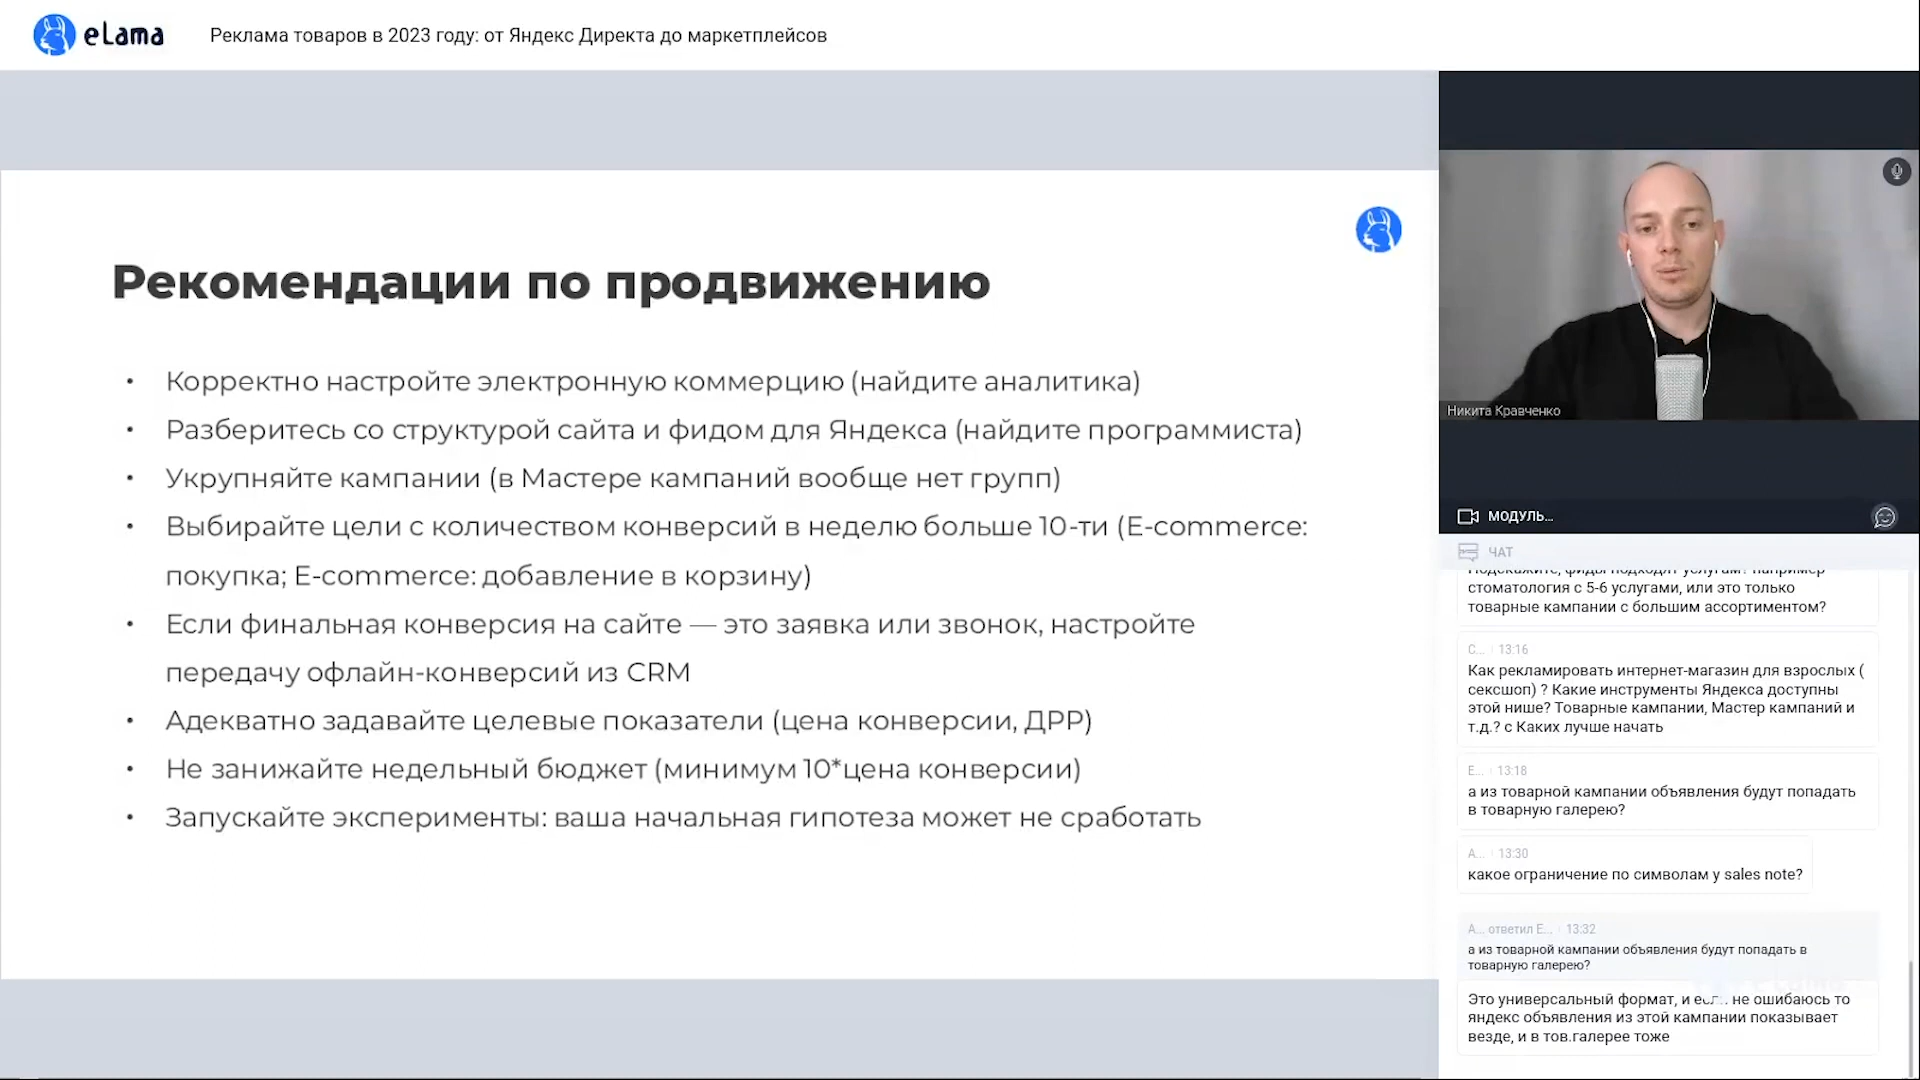 eLama
Реклама товаров в 2023 году: от Яндекс Директа до маркетплейсов
Рекомендации по продвижению
• Корректно настройте электронную коммерцию (найдите аналитика)
• Разберитесь со структурой сайта и фидом для Яндекса (найдите программиста)
• Укрупняйте кампании (в Мастере кампаний вообще нет групп)
• Выбирайте цели с количеством конверсий в неделю больше 10-ти (E-commerce:
покупка; E-commerce: добавление в корзину)
• Если финальная конверсия на сайте — это заявка или звонок, настройте
передачу офлайн-конверсий из CRM
• Адекватно задавайте целевые показатели (цена конверсии, ДРР)
• Не занижайте недельный бюджет (минимум 10*цена конверсии)
• Запускайте эксперименты: ваша начальная гипотеза может не сработать
Никита Кравченко
МОДУЛЬ...
ЧАТ
Подскажите, фиды подходят услугам? например
стоматология с 5-6 услугами, или это только
товарные кампании с большим ассортиментом?
С... 13:16
Как рекламировать интернет-магазин для взрослых (
сексшоп) ? Какие инструменты Яндекса доступны
этой нише? Товарные кампании, Мастер кампаний и
т.д.? с Каких лучше начать
Е... 13:18
а из товарной кампании объявления будут попадать
в товарную галерею?
А... 13:30
какое ограничение по символам у sales note?
А... ответил Е... 13:32
а из товарной кампании объявления будут попадать в
товарную галерею?
Это универсальный формат, и если не ошибаюсь то
яндекс объявления из этой кампании показывает
везде, и в тов.галерее тоже